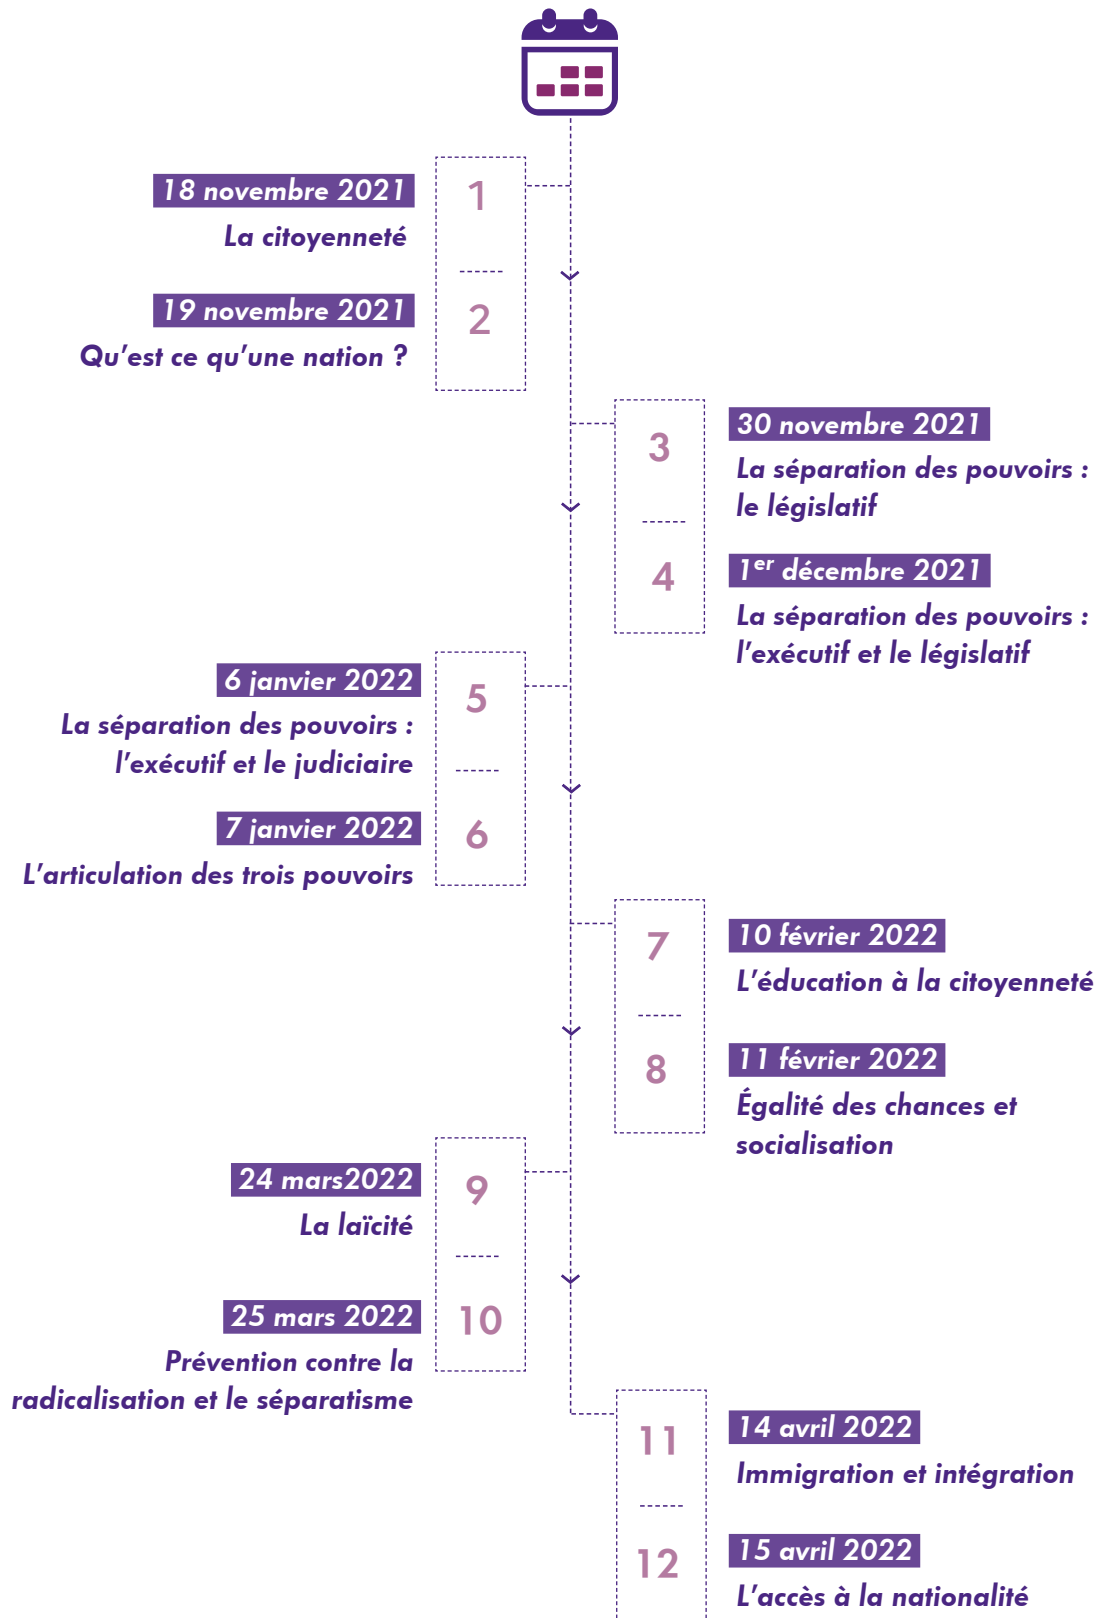 1
18 novembre 2021
La citoyenneté
2
19 novembre 2021
Qu’est ce qu’une nation ?
3
30 novembre 2021
La séparation des pouvoirs :
le législatif
4
1er décembre 2021
La séparation des pouvoirs :
l’exécutif et le législatif
5
6 janvier 2022
La séparation des pouvoirs :
l’exécutif et le judiciaire
6
7 janvier 2022
L’articulation des trois pouvoirs
7
10 février 2022
L’éducation à la citoyenneté
8
11 février 2022
Égalité des chances et
socialisation
9
24 mars2022
La laïcité
10
25 mars 2022
Prévention contre la
radicalisation et le séparatisme
11
14 avril 2022
Immigration et intégration
12
15 avril 2022
L’accès à la nationalité